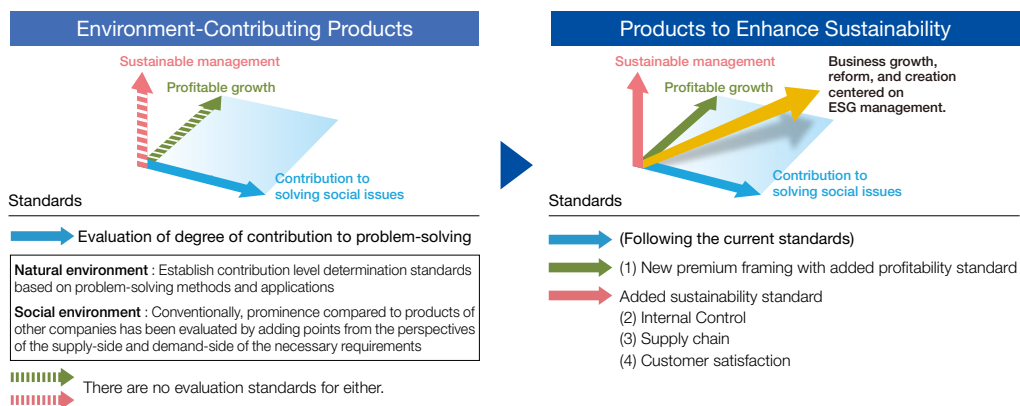 Environment-Contributing Products
Sustainable management
Profitable growth
Contribution to
solving social issues
Standards
Evaluation of degree of contribution to problem-solving
Natural environment : Establish contribution level determination standards
based on problem-solving methods and applications
Social environment : Conventionally, prominence compared to products of
other companies has been evaluated by adding points from the perspectives
of the supply-side and demand-side of the necessary requirements
There are no evaluation standards for either.
Products to Enhance Sustainability
Sustainable management
Profitable growth
Business growth,
reform, and creation
centered on
ESG management.
Contribution to
solving social issues
Standards
(Following the current standards)
(1) New premium framing with added profitability standard
Added sustainability standard
(2) Internal Control
(3) Supply chain
(4) Customer satisfaction